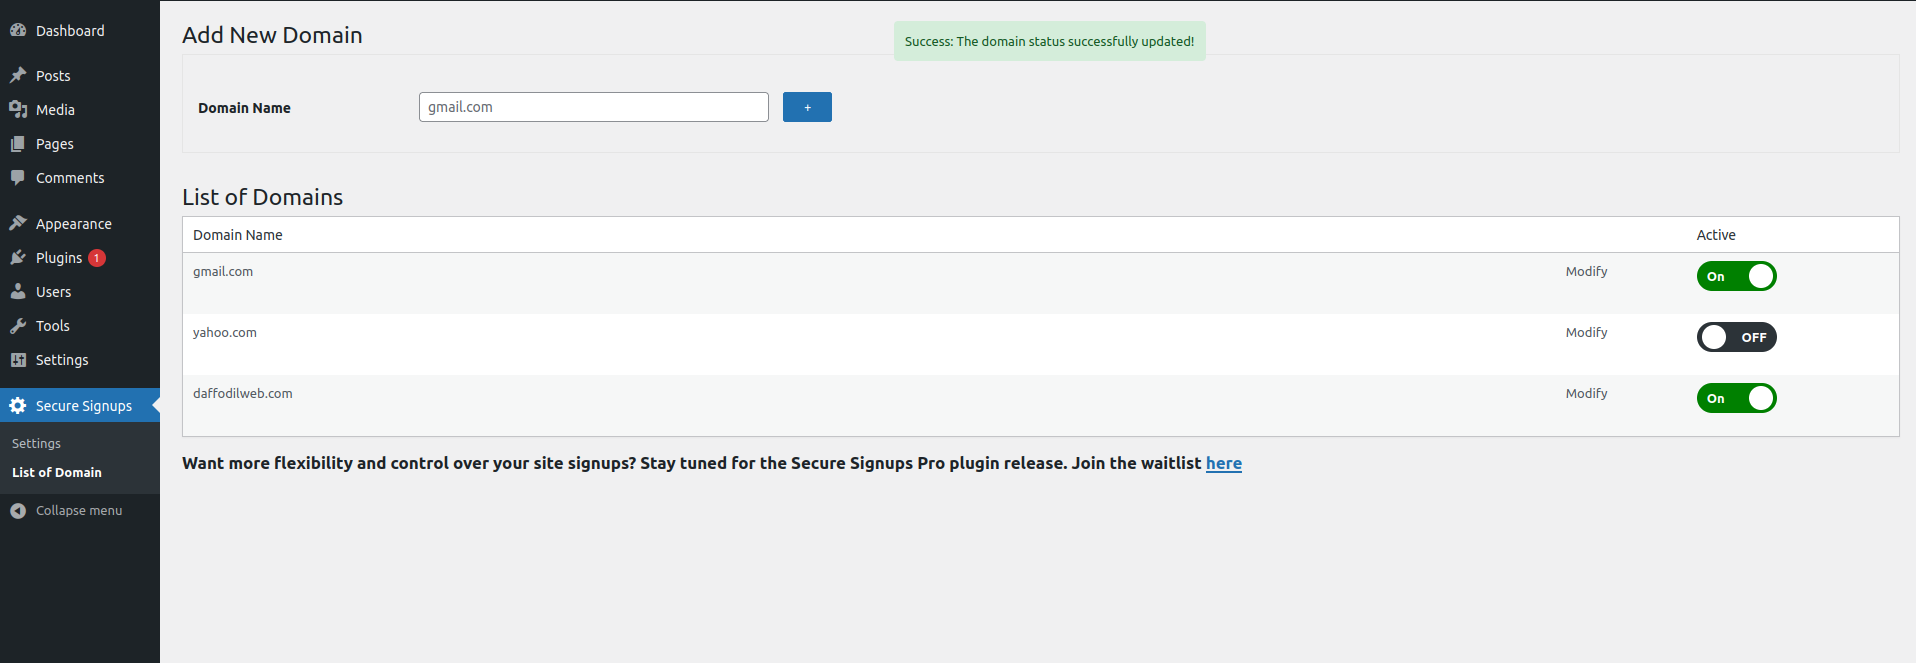 Dashboard
Posts
Media
Pages
Comments
Appearance
Plugins 1
Users
Tools
Settings
Secure Signups
Settings
List of Domain
Collapse menu
Add New Domain
Success: The domain status successfully updated!
Domain Name gmail.com +
List of Domains
Domain Name Active
gmail.com Modify On
yahoo.com Modify OFF
daffodilweb.com Modify On
Want more flexibility and control over your site signups? Stay tuned for the Secure Signups Pro plugin release. Join the waitlist here